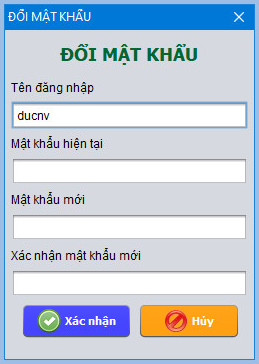 ĐỔI MẬT KHẨU
ĐỔI MẬT KHẨU
Tên đăng nhập
ducnv
Mật khẩu hiện tại
Mật khẩu mới
Xác nhận mật khẩu mới
Xác nhận
Hủy